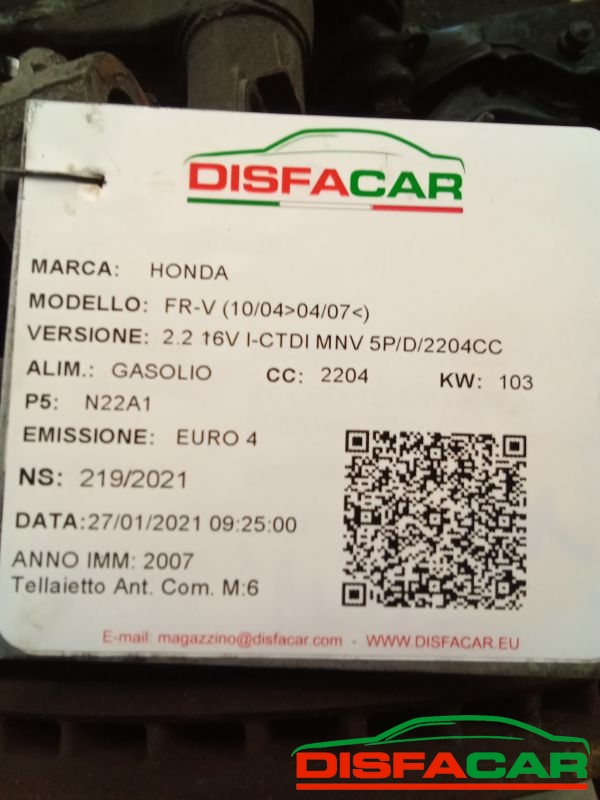 DISFACAR
MARCA: HONDA
MODELLO: FR-V (10/04>04/07<)
VERSIONE: 2.2 16V I-CTDI MNV 5P/D/2204CC
ALIM.: GASOLIO CC: 2204 KW: 103
P5: N22A1
EMISSIONE: EURO 4
NS: 219/2021
DATA:27/01/2021 09:25:00
ANNO IMM: 2007
Tellaietto Ant. Com. M:6
E-mail: magazzino@disfacar.com - WWW.DISFACAR.EU
DISFACAR